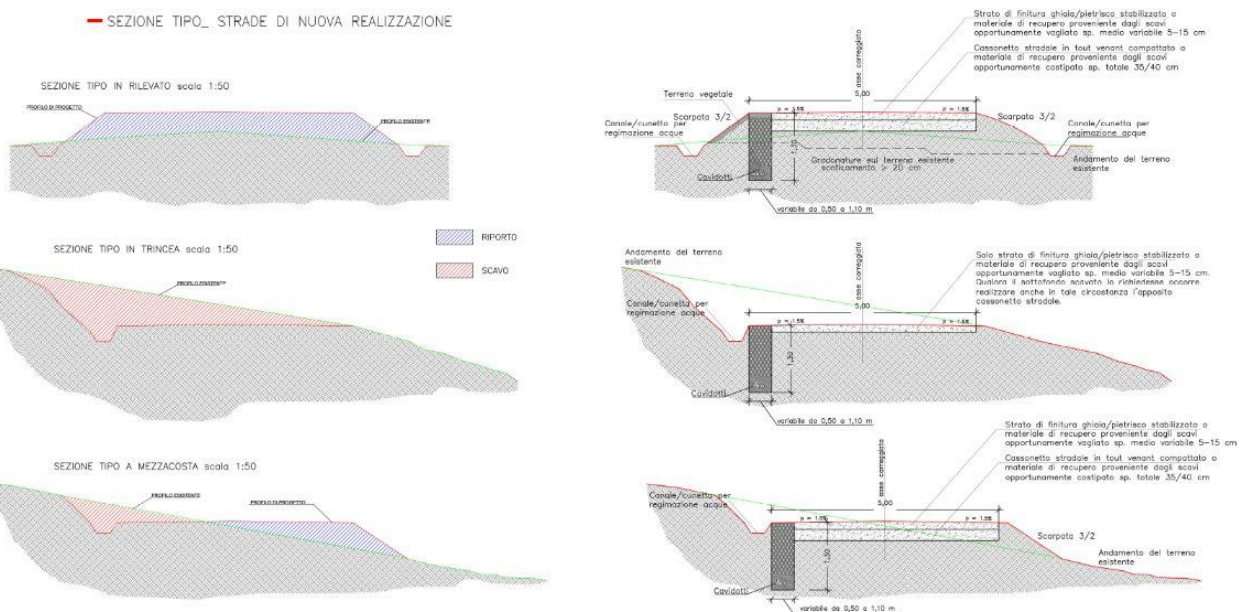 SEZIONE TIPO_ STRADE DI NUOVA REALIZZAZIONE
SEZIONE TIPO IN RILEVATO scala 1:50
PROFILO DI PROGETTO
PROFILO ESISTENTE
Strato di finitura ghiaia/pietrisco stabilizzato o
materiale di recupero proveniente dagli scavi
opportunamente vagliato sp. medio variabile 5-15 cm
Cassonetto stradale in tout venant compattato o
materiale di recupero proveniente dagli scavi
opportunamente costipato sp. totale 35/40 cm
asse carreggiata
5,00
Terreno vegetale
Scarpata 3/2
p = 1.5%
p = 1.5%
Scarpata 3/2
Canale/cunetta per
regimazione acque
Canale/cunetta per
regimazione acque
1,30
Gradonature sul terreno esistente
scoticamento > 20 cm
Andamento del terreno
esistente
Cavidotti
variabile da 0,50 a 1,10 m
SEZIONE TIPO IN TRINCEA scala 1:50
PROFILO ESISTENTE
RIPORTO
SCAVO
Andamento del terreno
esistente
asse carreggiata
Solo strato di finitura ghiaia/pietrisco stabilizzato o
materiale di recupero proveniente dagli scavi
opportunamente vagliato sp. medio variabile 5-15 cm.
Qualora il sottofondo scavato lo richiedesse occorre
realizzare anche in tale circostanza l'apposito
cassonetto stradale.
Canale/cunetta per
regimazione acque
5,00
p = 1.5%
p = 1.5%
1,30
Cavidotti
variabile da 0,50 a 1,10 m
SEZIONE TIPO A MEZZACOSTA scala 1:50
PROFILO ESISTENTE
PROFILO DI PROGETTO
Strato di finitura ghiaia/pietrisco stabilizzato o
materiale di recupero proveniente dagli scavi
opportunamente vagliato sp. medio variabile 5-15 cm
Cassonetto stradale in tout venant compattato o
materiale di recupero proveniente dagli scavi
opportunamente costipato sp. totale 35/40 cm
asse carreggiata
Canale/cunetta per
regimazione acque
5,00
p = 1.5%
p = 1.5%
Scarpata 3/2
1,30
Andamento del terreno
esistente
Cavidotti
variabile da 0,50 a 1,10 m